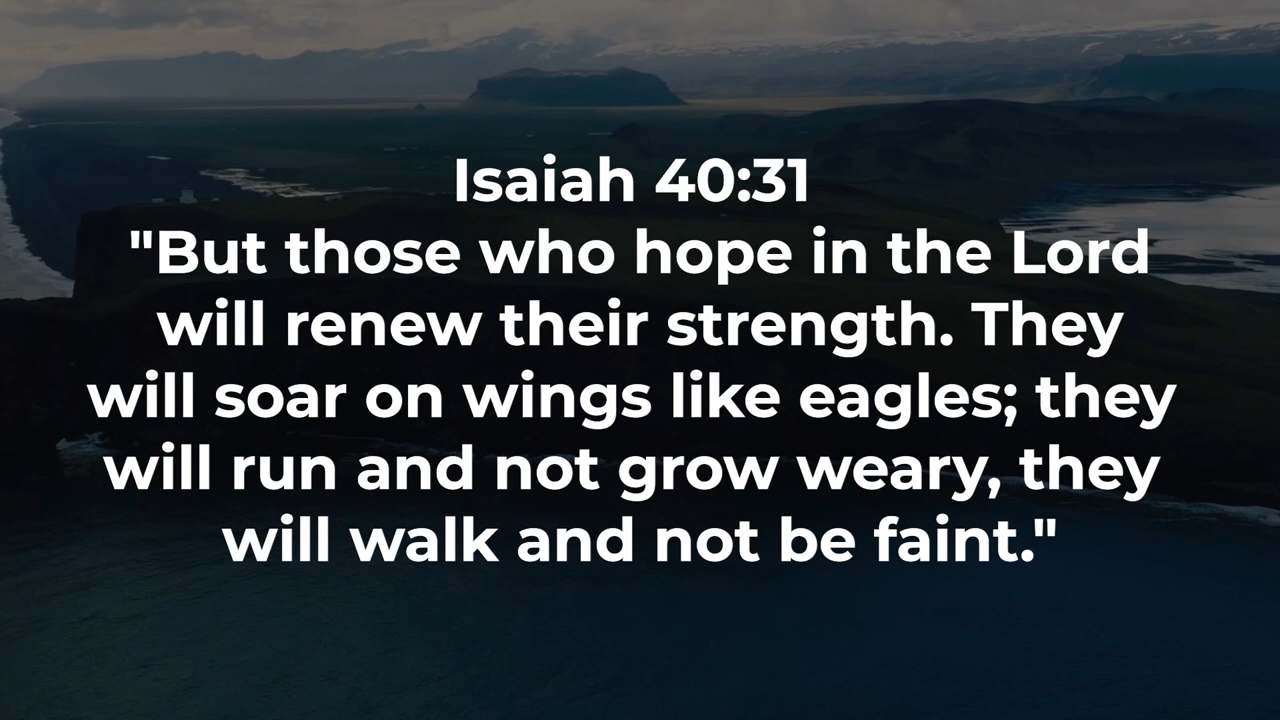 Isaiah 40:31
"But those who hope in the Lord
will renew their strength. They
will soar on wings like eagles; they
will run and not grow weary, they
will walk and not be faint."